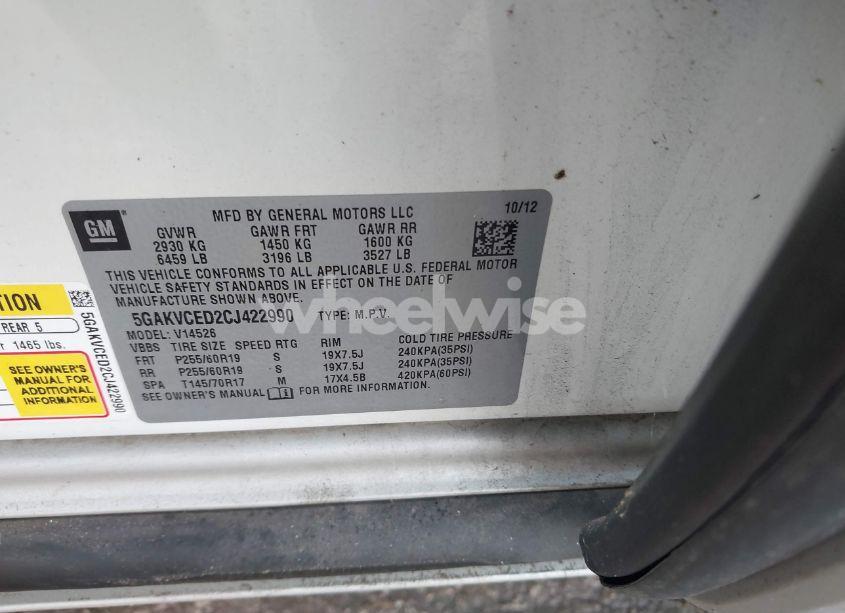 MFD BY GENERAL MOTORS LLC 10/12
GM
GVWR GAWR FRT GAWR RR
2930 KG 1450 KG 1600 KG
6459 LB 3196 LB 3527 LB
THIS VEHICLE CONFORMS TO ALL APPLICABLE U.S. FEDERAL MOTOR
VEHICLE SAFETY STANDARDS IN EFFECT ON THE DATE OF
MANUFACTURE SHOWN ABOVE.
5GAKVCED2CJ422990 TYPE: M.P.V.
MODEL: V14526
VBBS TIRE SIZE SPEED RTG RIM COLD TIRE PRESSURE
FRT P255/60R19 S 19X7.5J 240KPA(35PSI)
RR P255/60R19 S 19X7.5J 240KPA(35PSI)
SPA T145/70R17 M 17X4.5B 420KPA(60PSI)
SEE OWNER'S MANUAL FOR MORE INFORMATION.
TION
REAR 5
r 1465 lbs.
SEE OWNER'S
MANUAL FOR
ADDITIONAL
INFORMATION
5GAKVCED2CJ422990
wheelwise